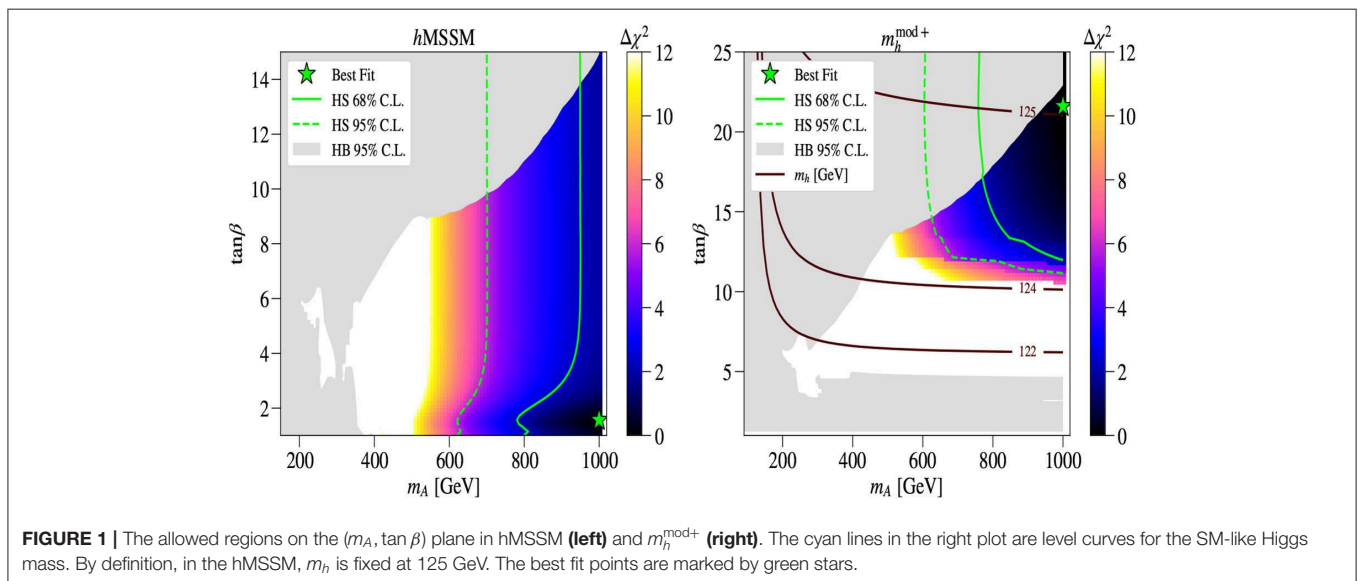 hMSSM
Δχ²
Best Fit
HS 68% C.L.
HS 95% C.L.
HB 95% C.L.
tanβ
14
12
10
8
6
4
2
200 400 600 800 1000
m_A [GeV]
12
10
8
6
4
2
0
m_h^mod+
Δχ²
Best Fit
HS 68% C.L.
HS 95% C.L.
HB 95% C.L.
m_h [GeV]
125
124
122
tanβ
25
20
15
10
5
200 400 600 800 1000
m_A [GeV]
12
10
8
6
4
2
0
FIGURE 1 | The allowed regions on the (m_A, tan β) plane in hMSSM (left) and m_h^mod+ (right). The cyan lines in the right plot are level curves for the SM-like Higgs
mass. By definition, in the hMSSM, m_h is fixed at 125 GeV. The best fit points are marked by green stars.